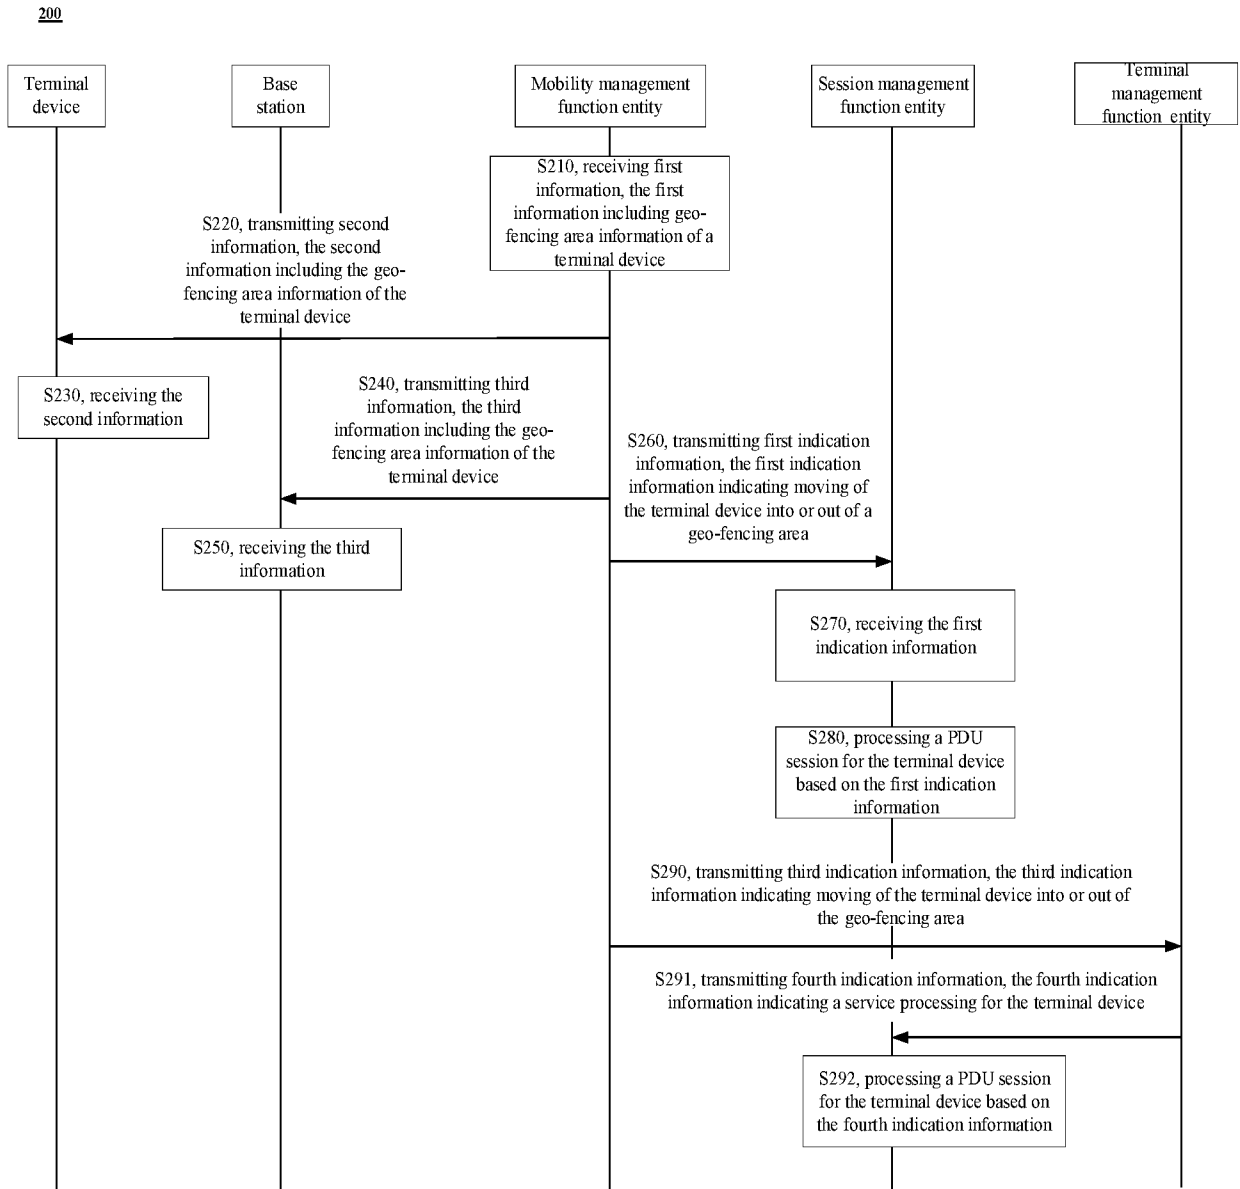 200
Terminal
device
Base
station
Mobility management
function entity
Session management
function entity
Terminal
management
function entity
S210, receiving first
information, the first
information including geo-
fencing area information of a
terminal device
S220, transmitting second
information, the second
information including the geo-
fencing area information of the
terminal device
S230, receiving the
second information
S240, transmitting third
information, the third
information including the geo-
fencing area information of the
terminal device
S250, receiving the third
information
S260, transmitting first indication
information, the first indication
information indicating moving of
the terminal device into or out of a
geo-fencing area
S270, receiving the first
indication information
S280, processing a PDU
session for the terminal device
based on the first indication
information
S290, transmitting third indication information, the third indication
information indicating moving of the terminal device into or out of
the geo-fencing area
S291, transmitting fourth indication information, the fourth indication
information indicating a service processing for the terminal device
S292, processing a PDU session
for the terminal device based on
the fourth indication information